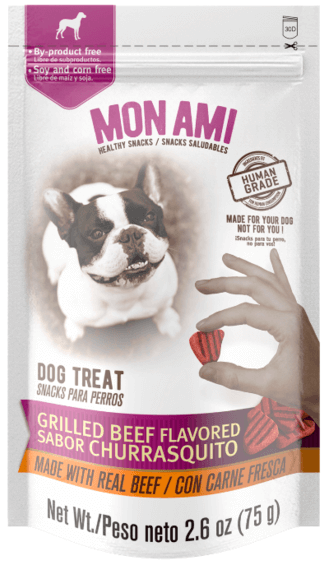 By-product free
Libre de subproductos.
Soy and corn free
Libre de maíz y soja.
30D
MON AMI
HEALTHY SNACKS / SNACKS SALUDABLES
INGREDIENTS OF
HUMAN
GRADE
MADE FOR YOUR DOG
NOT FOR YOU !
¡Snacks para tu perro,
no para vos!
DOG TREAT
SNACKS PARA PERROS
GRILLED BEEF FLAVORED
SABOR CHURRASQUITO
MADE WITH REAL BEEF / CON CARNE FRESCA
Net Wt./Peso neto 2.6 oz (75 g)